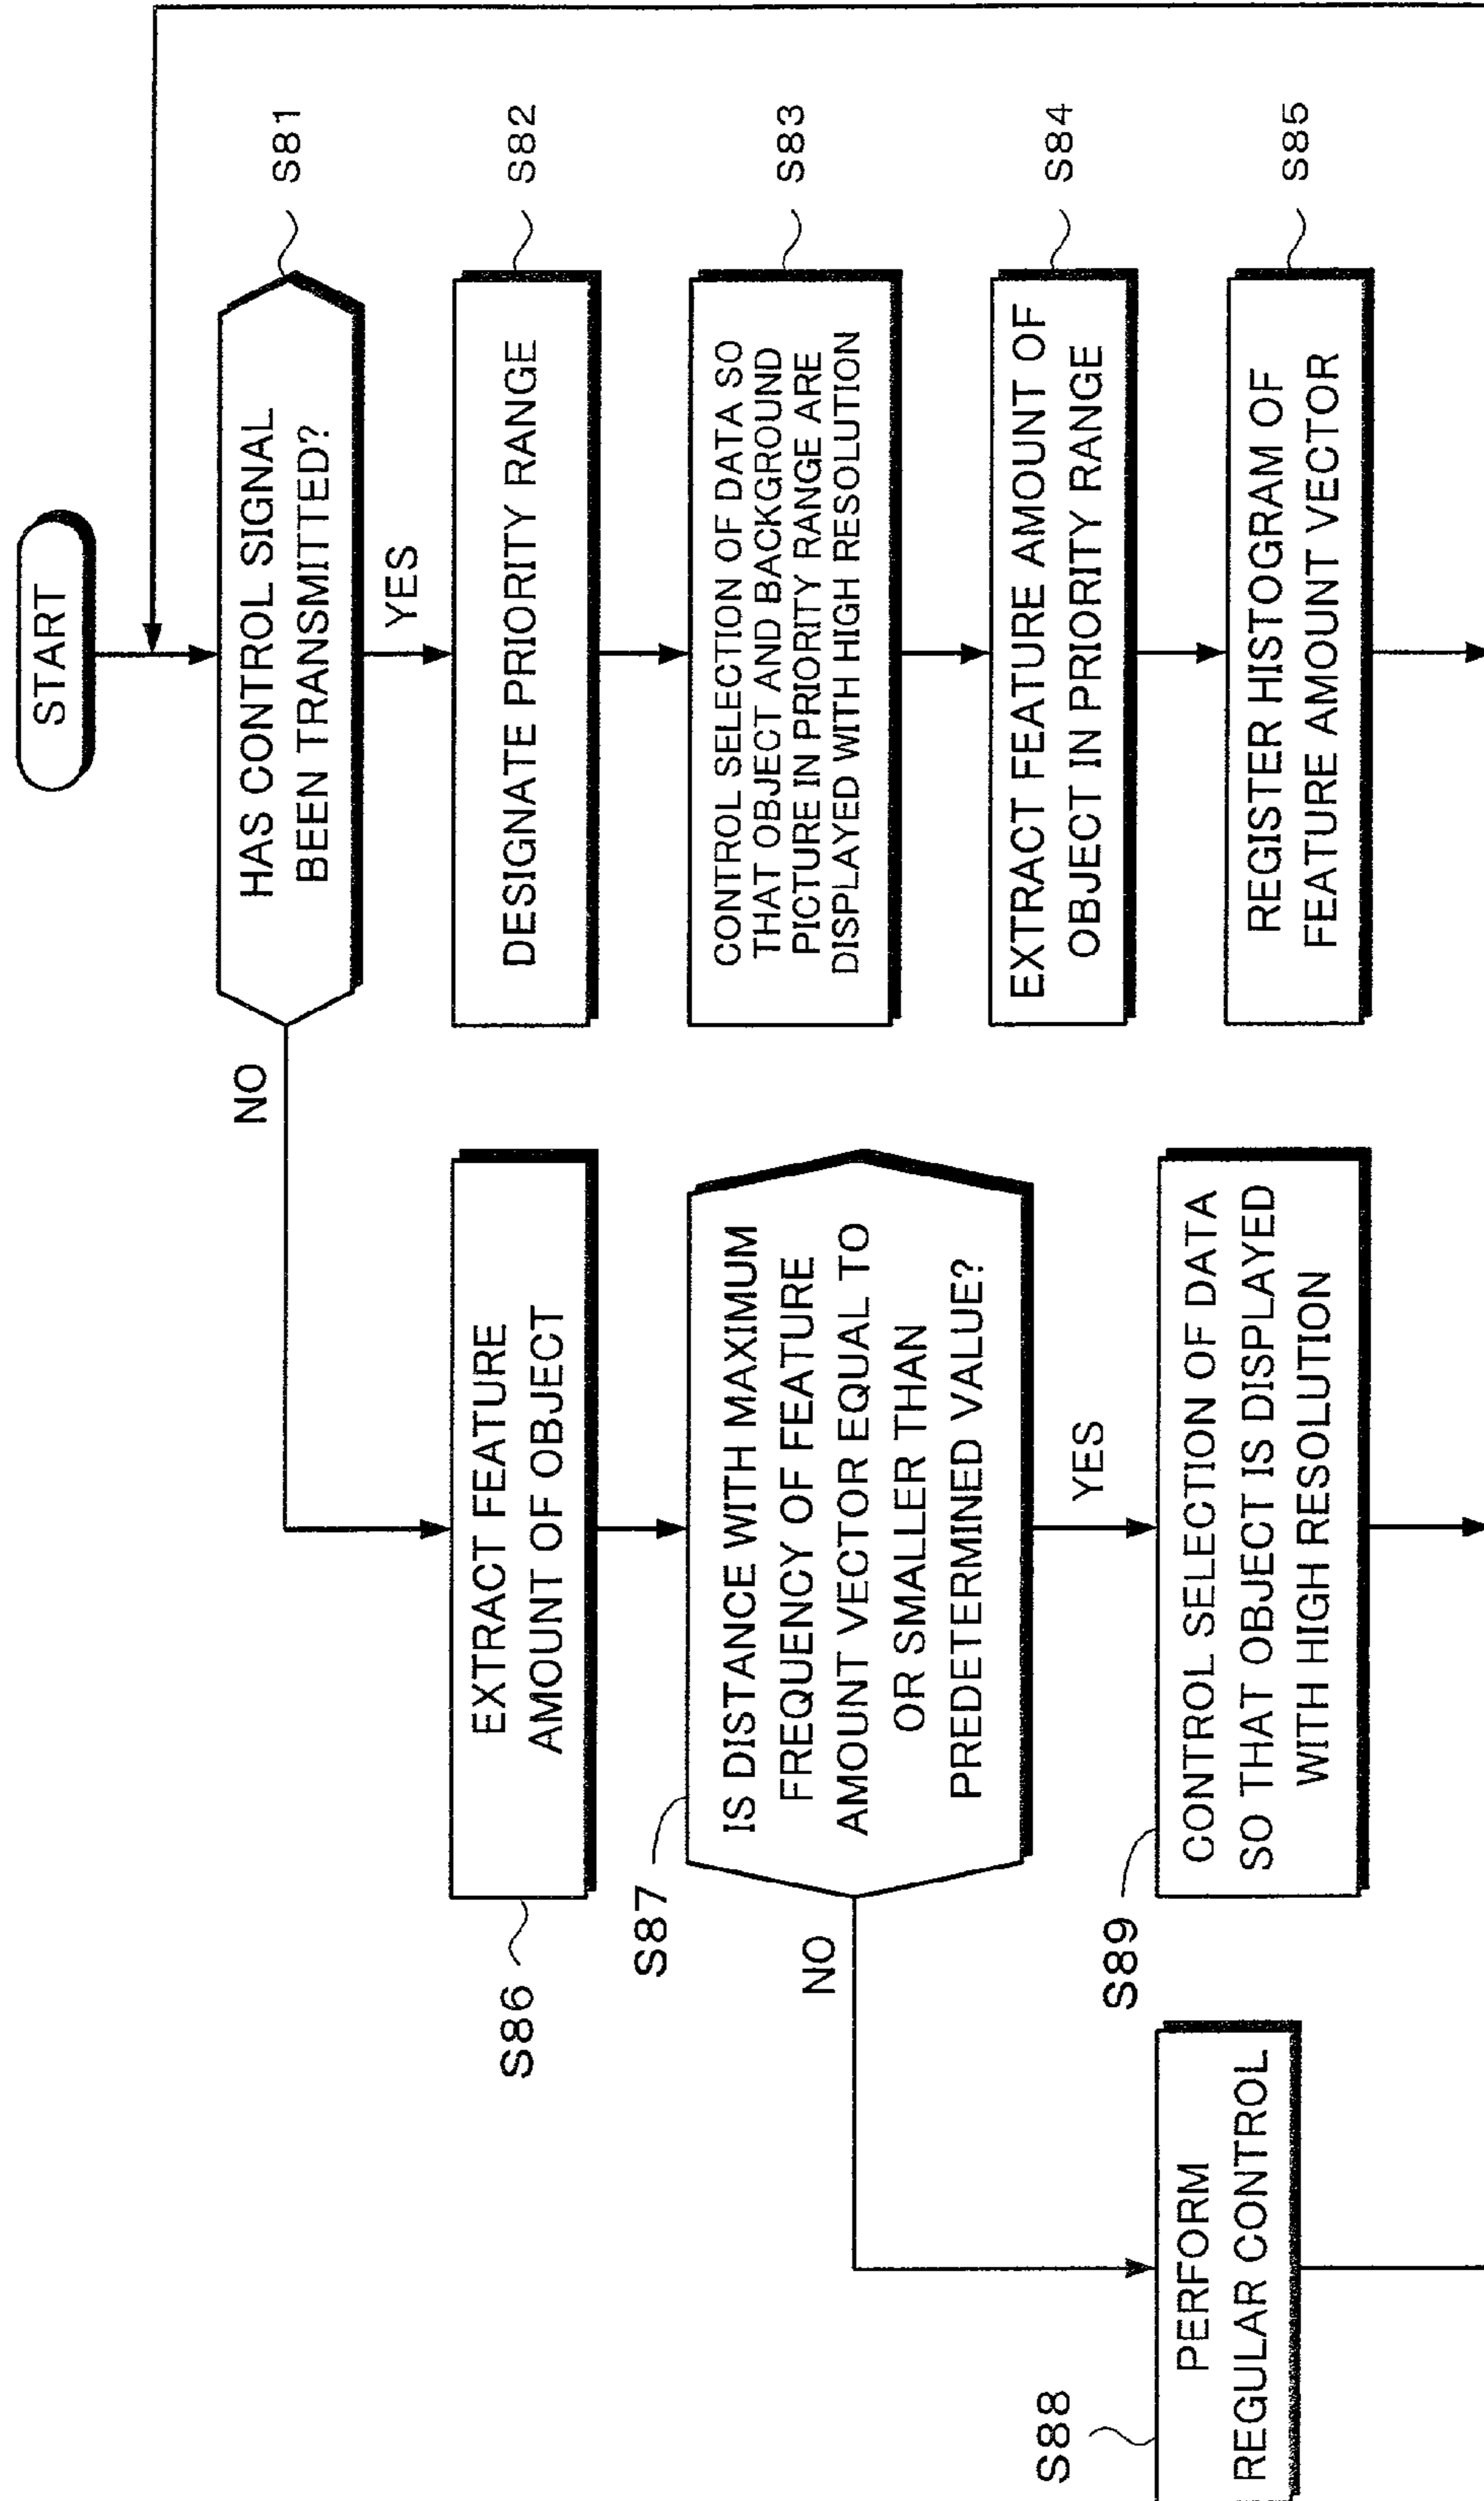 START
HAS CONTROL SIGNAL
BEEN TRANSMITTED?
S81
YES
NO
DESIGNATE PRIORITY RANGE
S82
CONTROL SELECTION OF DATA SO
THAT OBJECT AND BACKGROUND
PICTURE IN PRIORITY RANGE ARE
DISPLAYED WITH HIGH RESOLUTION
S83
EXTRACT FEATURE AMOUNT OF
OBJECT IN PRIORITY RANGE
S84
REGISTER HISTOGRAM OF
FEATURE AMOUNT VECTOR
S85
EXTRACT FEATURE
AMOUNT OF OBJECT
S86
IS DISTANCE WITH MAXIMUM
FREQUENCY OF FEATURE
AMOUNT VECTOR EQUAL TO
OR SMALLER THAN
PREDETERMINED VALUE?
S87
NO
YES
CONTROL SELECTION OF DATA
SO THAT OBJECT IS DISPLAYED
WITH HIGH RESOLUTION
S89
PERFORM
REGULAR CONTROL
S88